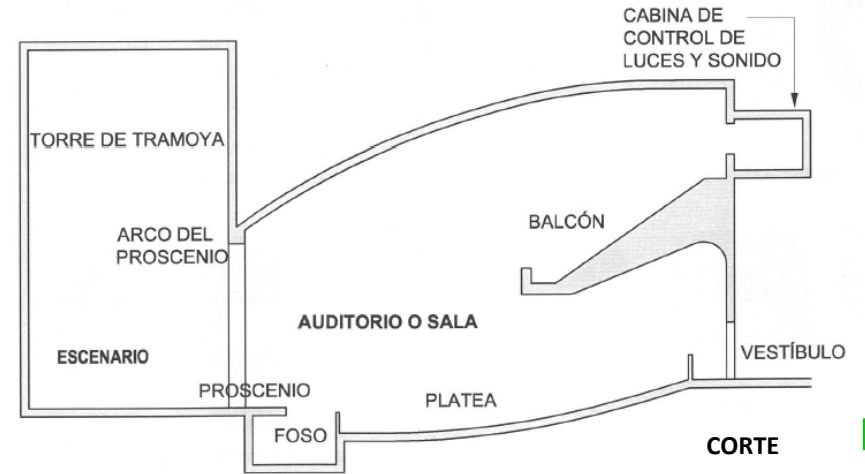 CABINA DE
CONTROL DE
LUCES Y SONIDO
TORRE DE TRAMOYA
ARCO DEL
PROSCENIO
BALCÓN
AUDITORIO O SALA
ESCENARIO
VESTÍBULO
PROSCENIO
PLATEA
FOSO
CORTE